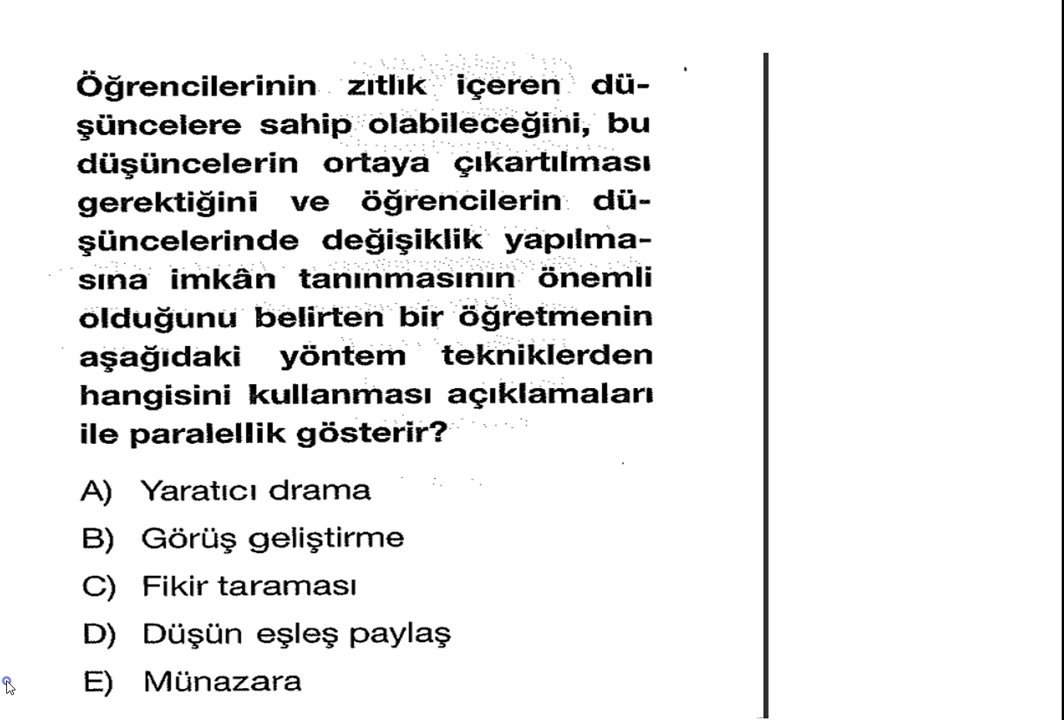 Öğrencilerinin zıtlık içeren dü-
şüncelere sahip olabileceğini, bu
düşüncelerin ortaya çıkartılması
gerektiğini ve öğrencilerin dü-
şüncelerinde değişiklik yapılma-
sına imkân tanınmasının önemli
olduğunu belirten bir öğretmenin
aşağıdaki yöntem tekniklerden
hangisini kullanması açıklamaları
ile paralellik gösterir?
A) Yaratıcı drama
B) Görüş geliştirme
C) Fikir taraması
D) Düşün eşleş paylaş
E) Münazara